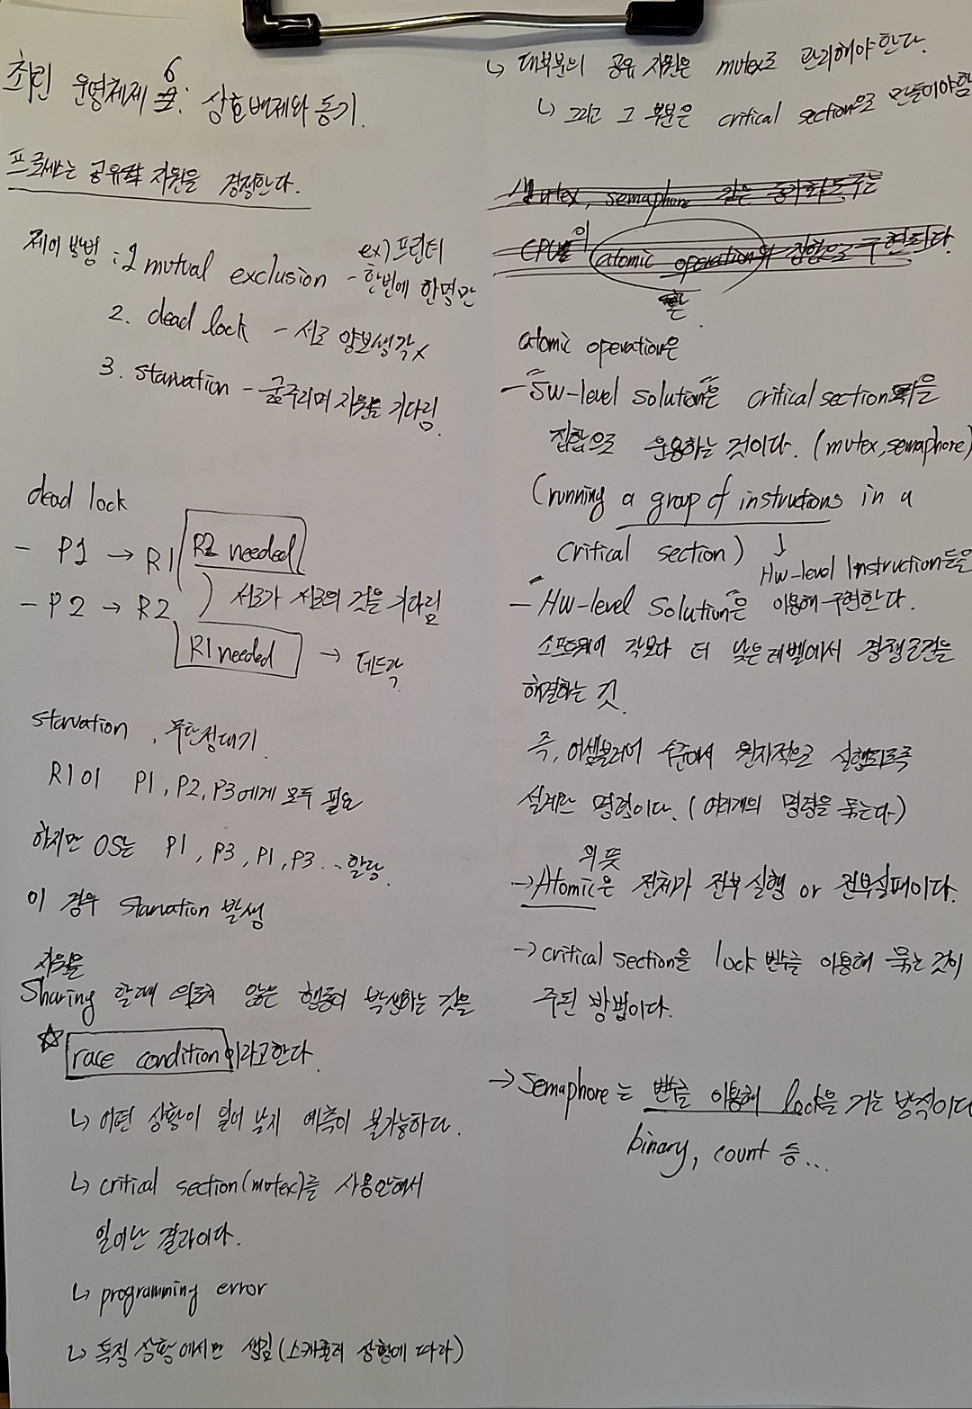 최린 운영체제 6 : 상호배제와 동기.
프로세스는 공유 자원을 경쟁한다.
제어 방법 : 1 mutual exclusion - 한번에 한명만 ex) 프린터
2. dead lock - 서로 양보생각x
3. starvation - 굶주리며 자원을 기다림.
dead lock
- P1 → R1 ( R2 needed
- P2 → R2 ) 서로가 서로의 것을 기다림
R1 needed → 데드락.
starvation, 무한정대기.
R1이 P1, P2, P3에게 모두 필요
하지만 OS는 P1, P3, P1, P3 ... 할당.
이 경우 starvation 발생
자원을
Sharing 할때 의도치 않은 행동이 발생하는 것을
☆ race condition이라고한다.
↳ 어떤 상황이 일어 날지 예측이 불가능하다.
↳ critical section(mutex)를 사용안해서
일어난 결과이다.
↳ programming error
↳ 특정 상황에서만 생김(스케줄러 상황에 따라)
↳ 대부분의 공유 자원은 mutex로 관리해야 한다.
↳ 그리고 그 부분은 critical section으로 만들어야함
Mutex, semaphore 같은 동기화 도구는
CPU의 atomic operation의 집합으로 구현된다
atomic operation은
- "SW-level solution"은 critical section을
집합으로 운용하는 것이다. (mutex, semaphore)
(running a group of instructions in a
critical section) ↓
HW-level Instruction들을
- "HW-level Solution"은 이용해 구현한다.
소프트웨어 각보다 더 낮은 레벨에서 경쟁조건을
해결하는 것.
즉, 어셈블러어 수준에서 원자적으로 실행되도록
설계한 명령이다. (여러개의 명령을 묶는다)
의 뜻
→ Atomic은 전체가 전부 실행 or 전부실패이다.
→ critical section을 lock 변수를 이용해 묶는 것이
주된 방법이다.
→ Semaphore는 변수를 이용해 lock을 거는 방식이다
binary, count 등...